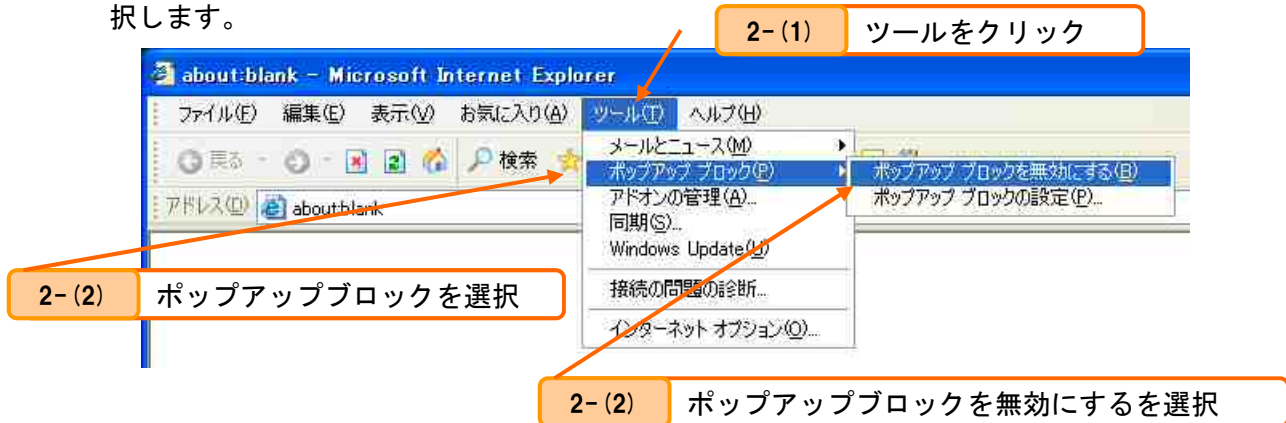 択します。
2-(1) ツールをクリック
about:blank - Microsoft Internet Explorer
ファイル(F) 編集(E) 表示(V) お気に入り(A) ツール(T) ヘルプ(H)
戻る 検索
メールとニュース(M)
ポップアップ ブロック(P)
ポップアップ ブロックを無効にする(B)
アドオンの管理(A)...
ポップアップ ブロックの設定(P)...
アドレス(D) about:blank
同期(S)...
Windows Update(U)
2-(2) ポップアップブロックを選択
接続の問題の診断...
インターネット オプション(O)...
2-(2) ポップアップブロックを無効にするを選択